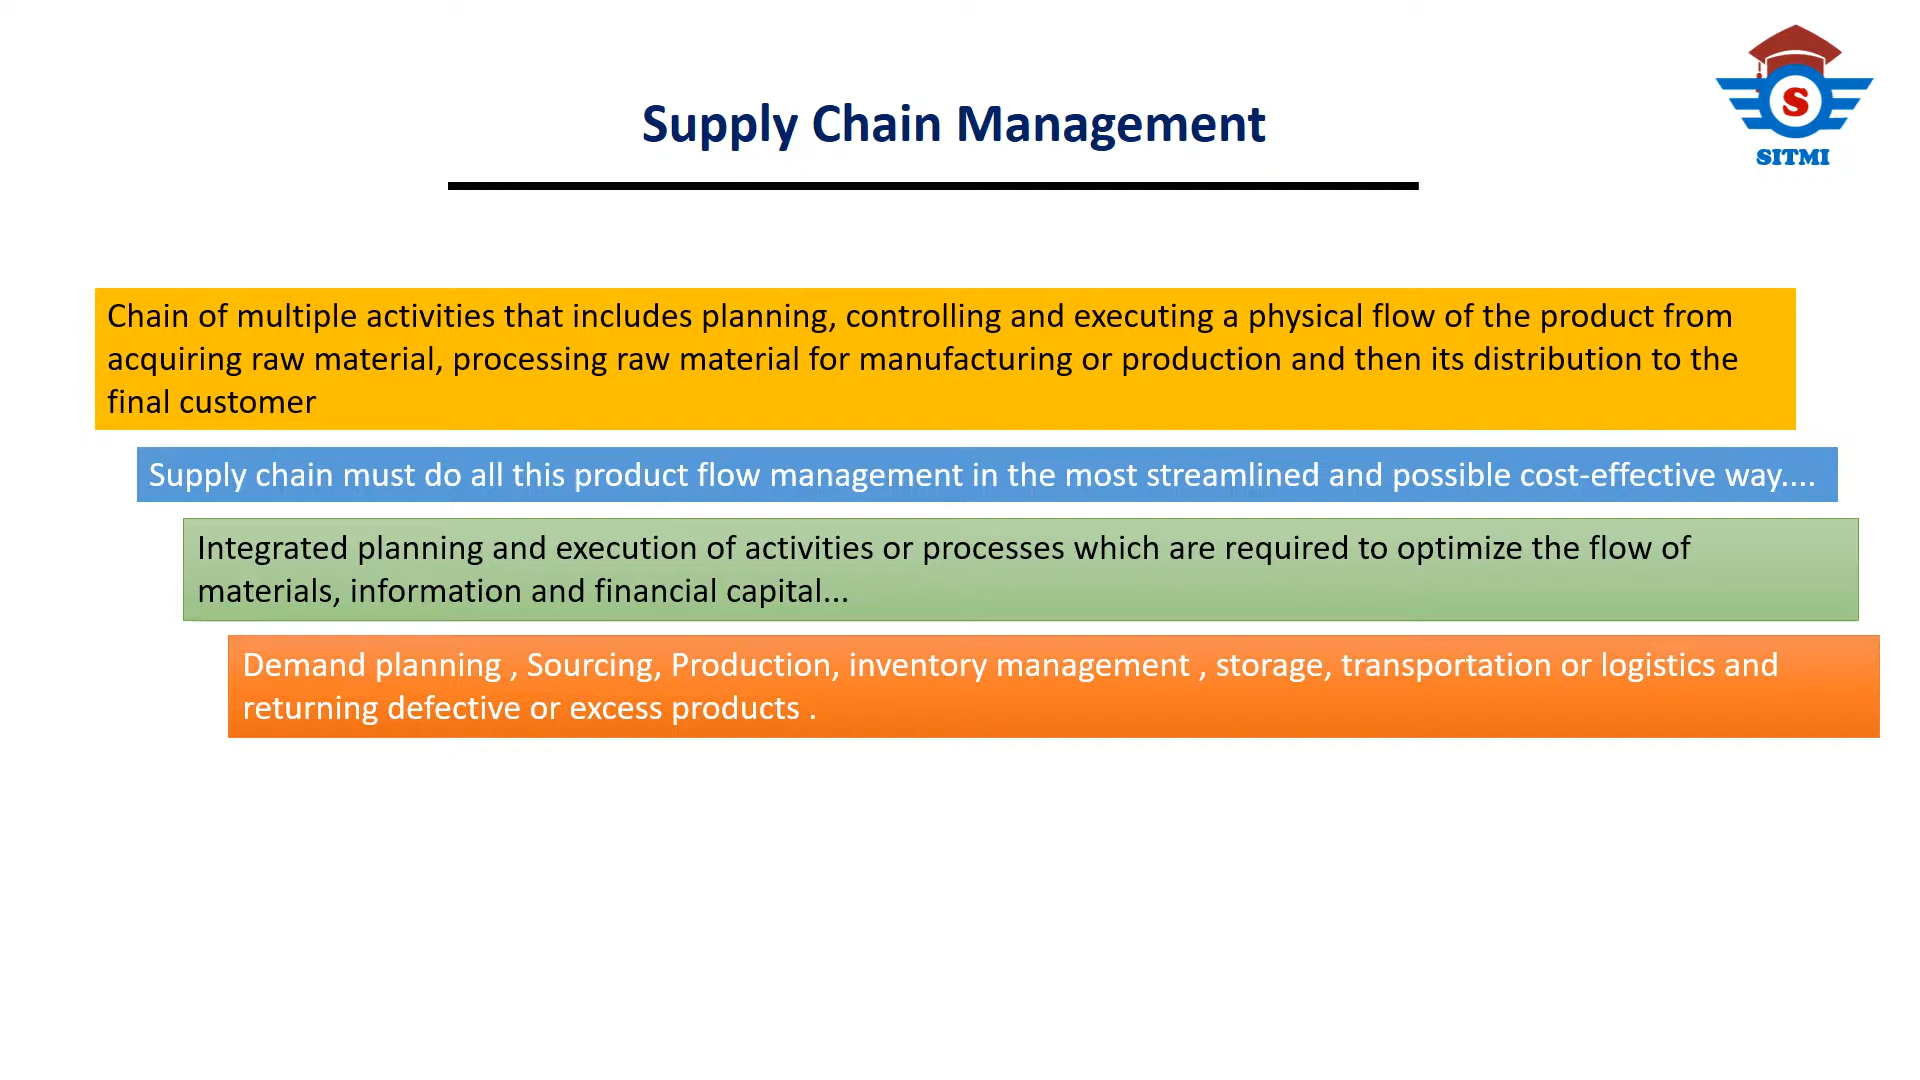 S
SITMI
Supply Chain Management
Chain of multiple activities that includes planning, controlling and executing a physical flow of the product from
acquiring raw material, processing raw material for manufacturing or production and then its distribution to the
final customer
Supply chain must do all this product flow management in the most streamlined and possible cost-effective way....
Integrated planning and execution of activities or processes which are required to optimize the flow of
materials, information and financial capital...
Demand planning , Sourcing, Production, inventory management , storage, transportation or logistics and
returning defective or excess products .